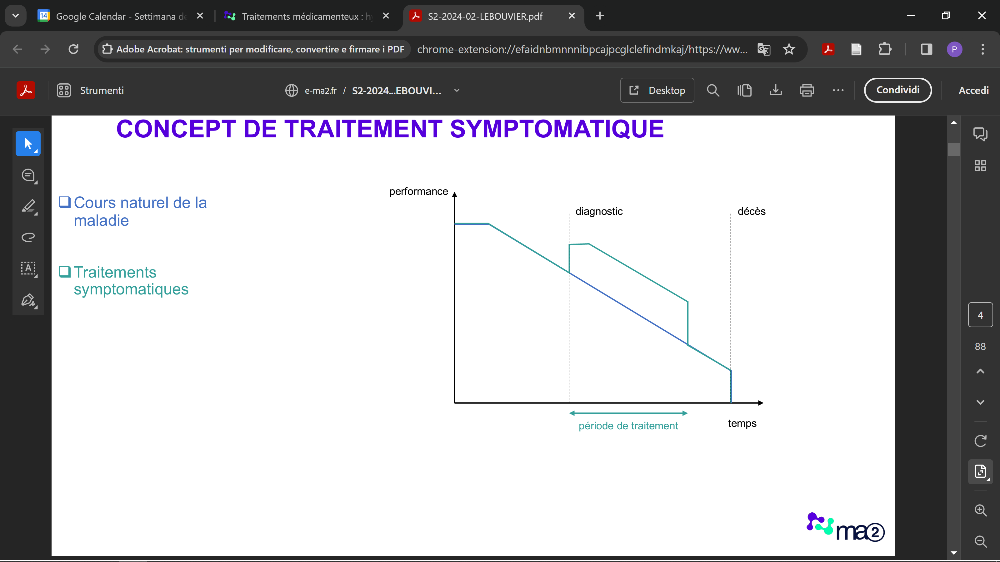 14 Google Calendar - Settimana de
Traitements médicamenteux : hy
S2-2024-02-LEBOUVIER.pdf
Adobe Acrobat: strumenti per modificare, convertire e firmare i PDF
chrome-extension://efaidnbmnnnibpcajpcglclefindmkaj/https://ww...
P
Strumenti
e-ma2.fr / S2-2024...EBOUVI...
Desktop
Condividi
Accedi
CONCEPT DE TRAITEMENT SYMPTOMATIQUE
Cours naturel de la
maladie
Traitements
symptomatiques
performance
diagnostic
décès
période de traitement
temps
ma2
A
4
88